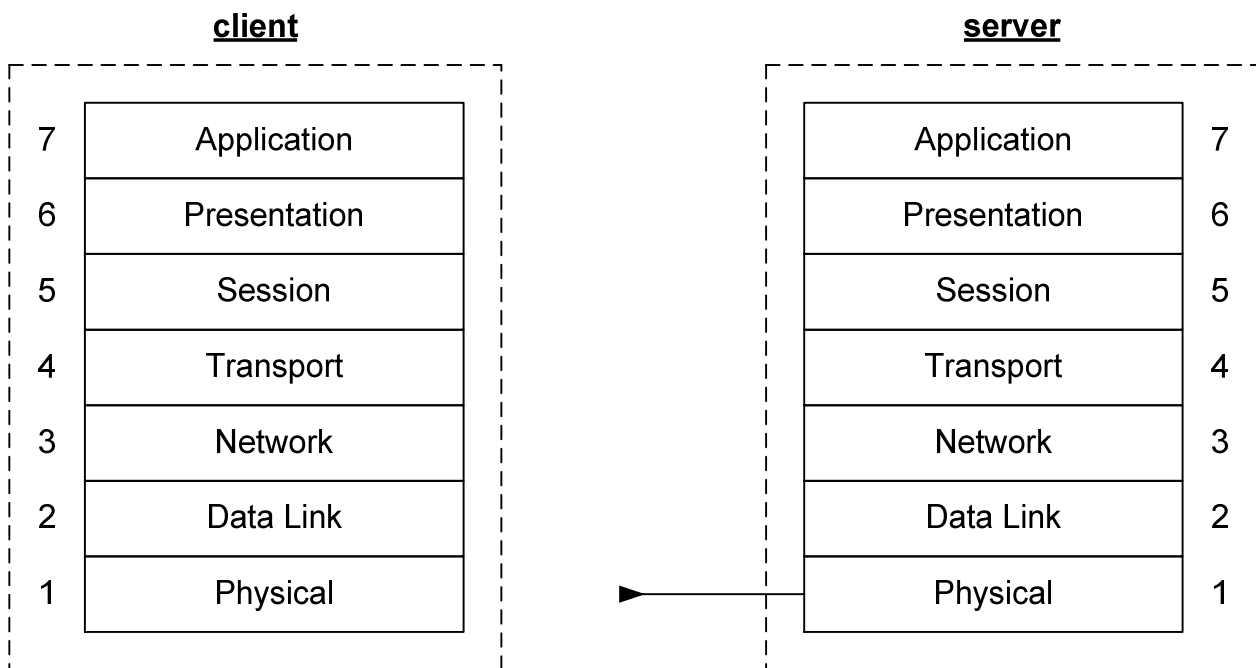 client
server
7 Application
6 Presentation
5 Session
4 Transport
3 Network
2 Data Link
1 Physical
Application 7
Presentation 6
Session 5
Transport 4
Network 3
Data Link 2
Physical 1